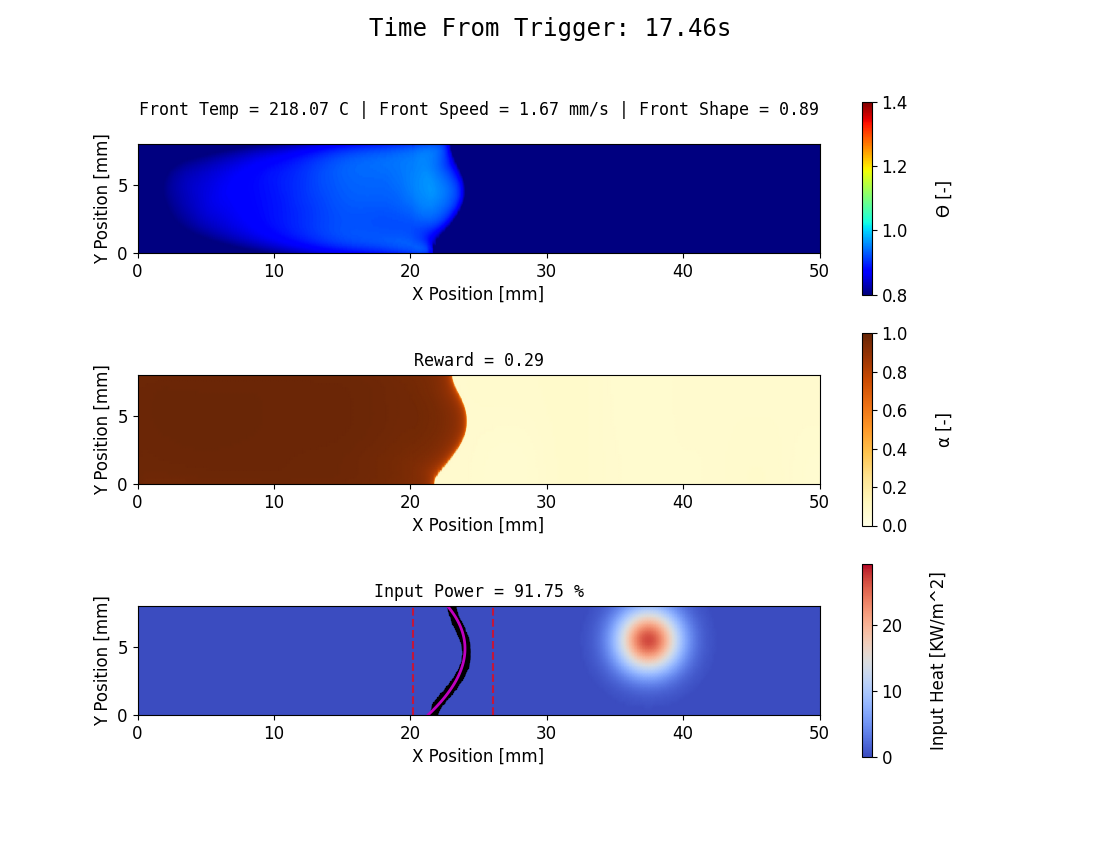 Time From Trigger: 17.46s
Front Temp = 218.07 C | Front Speed = 1.67 mm/s | Front Shape = 0.89
Y Position [mm]
5
0
0 10 20 30 40 50
X Position [mm]
1.4
1.2
1.0
0.8
Θ [-]
Reward = 0.29
Y Position [mm]
5
0
0 10 20 30 40 50
X Position [mm]
1.0
0.8
0.6
0.4
0.2
0.0
α [-]
Input Power = 91.75 %
Y Position [mm]
5
0
0 10 20 30 40 50
X Position [mm]
20
10
0
Input Heat [KW/m^2]